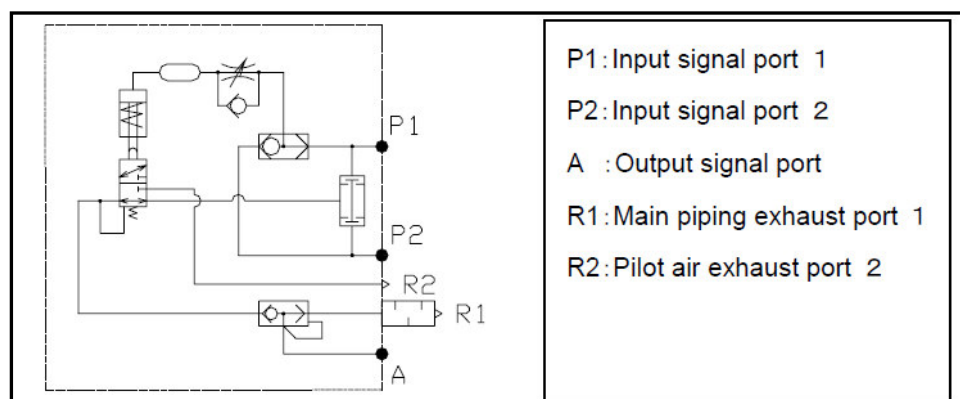 P1
P2
R2
R1
A
P1:Input signal port 1
P2:Input signal port 2
A :Output signal port
R1:Main piping exhaust port 1
R2:Pilot air exhaust port 2